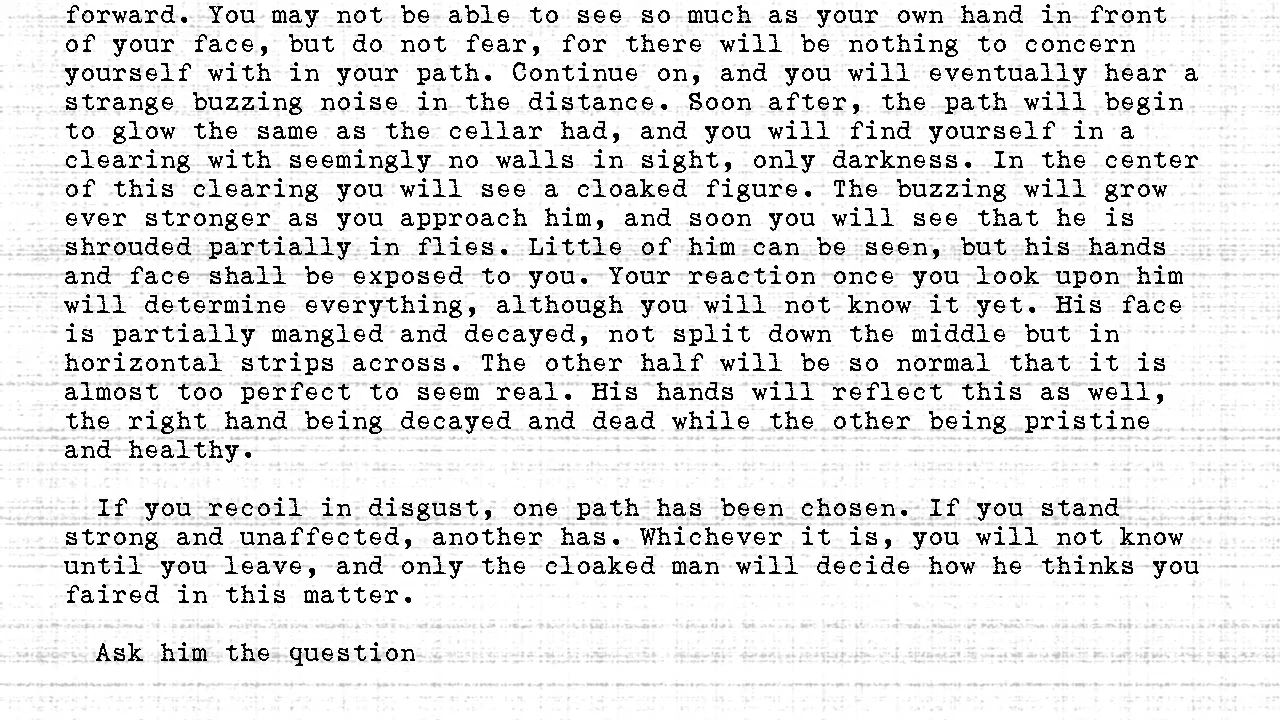 forward. You may not be able to see so much as your own hand in front
of your face, but do not fear, for there will be nothing to concern
yourself with in your path. Continue on, and you will eventually hear a
strange buzzing noise in the distance. Soon after, the path will begin
to glow the same as the cellar had, and you will find yourself in a
clearing with seemingly no walls in sight, only darkness. In the center
of this clearing you will see a cloaked figure. The buzzing will grow
ever stronger as you approach him, and soon you will see that he is
shrouded partially in flies. Little of him can be seen, but his hands
and face shall be exposed to you. Your reaction once you look upon him
will determine everything, although you will not know it yet. His face
is partially mangled and decayed, not split down the middle but in
horizontal strips across. The other half will be so normal that it is
almost too perfect to seem real. His hands will reflect this as well,
the right hand being decayed and dead while the other being pristine
and healthy.
If you recoil in disgust, one path has been chosen. If you stand
strong and unaffected, another has. Whichever it is, you will not know
until you leave, and only the cloaked man will decide how he thinks you
faired in this matter.
Ask him the question